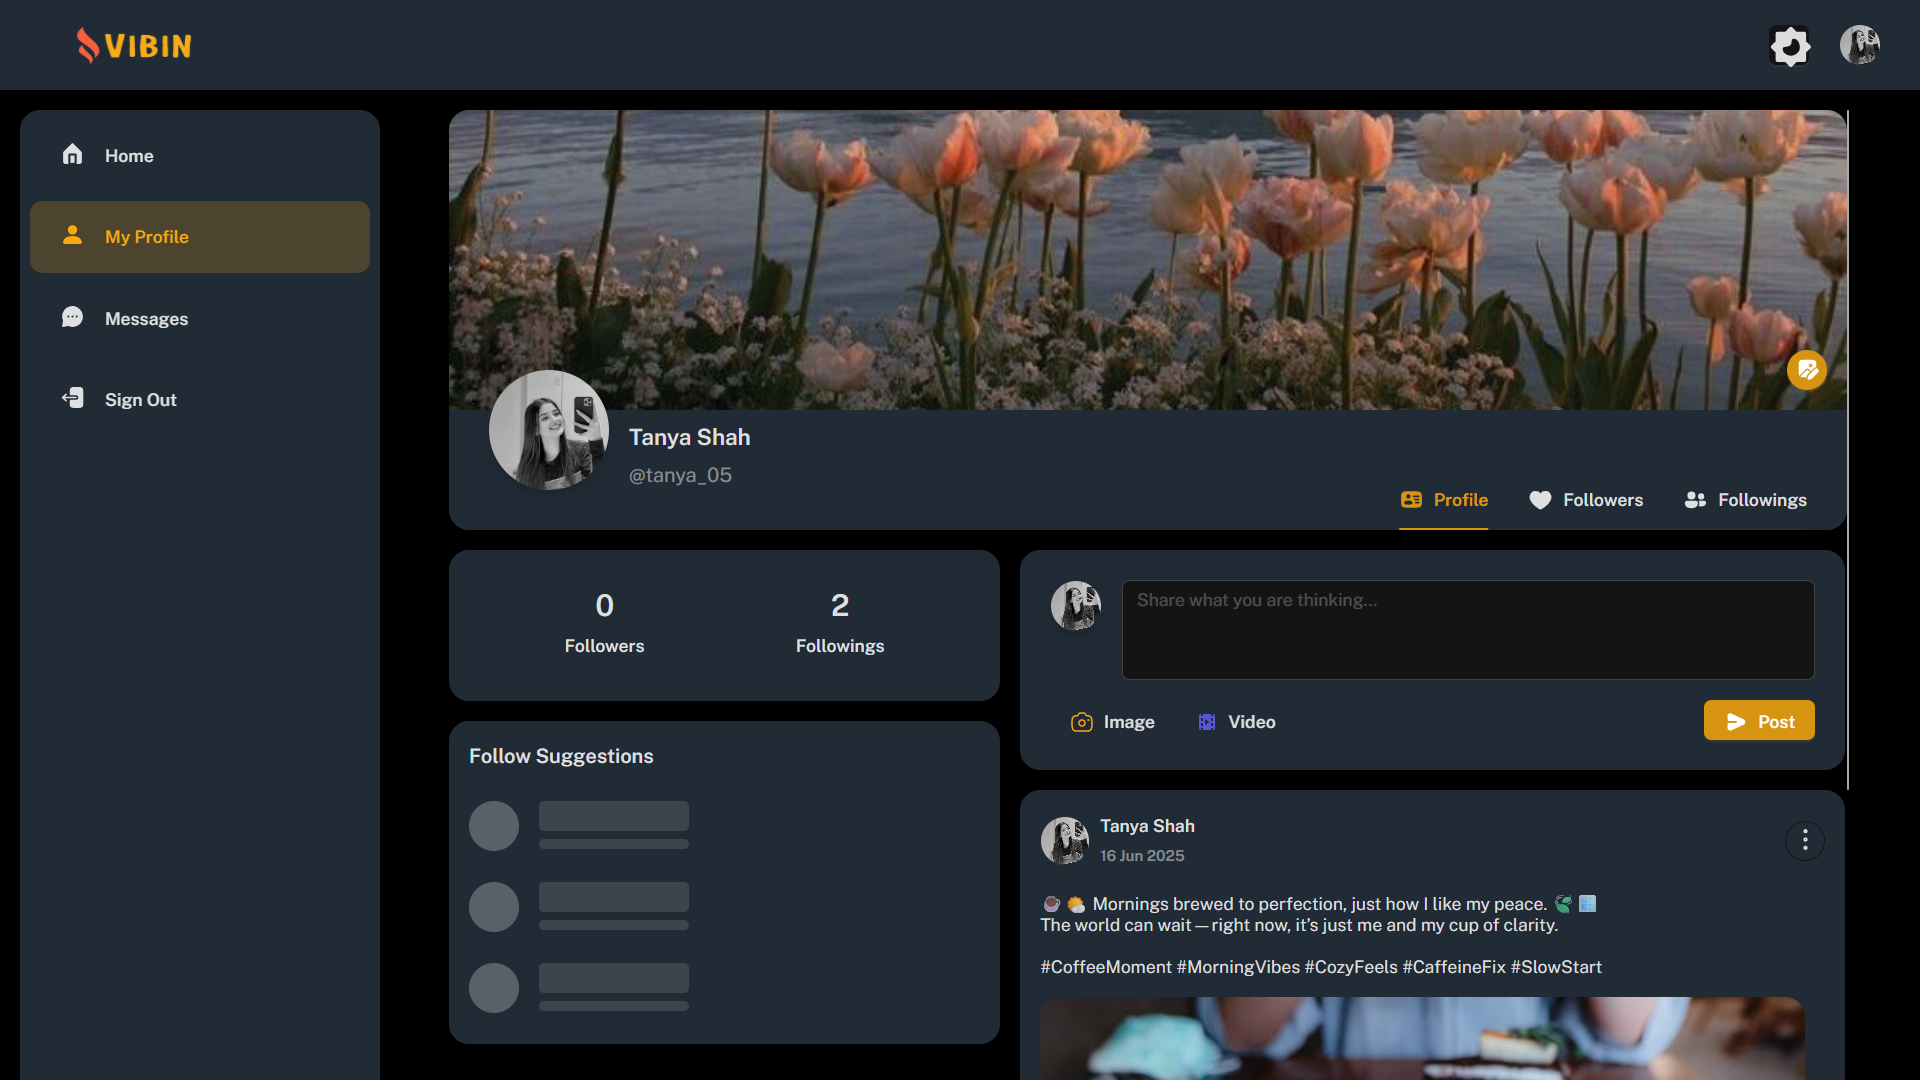 VIBIN
Home
My Profile
Messages
Sign Out
Tanya Shah
@tanya_05
Profile
Followers
Followings
0
Followers
2
Followings
Follow Suggestions
Share what you are thinking...
Image
Video
Post
Tanya Shah
16 Jun 2025
☕ 🌤️ Mornings brewed to perfection, just how I like my peace. 🍃 🪟
The world can wait—right now, it’s just me and my cup of clarity.
#CoffeeMoment #MorningVibes #CozyFeels #CaffeineFix #SlowStart